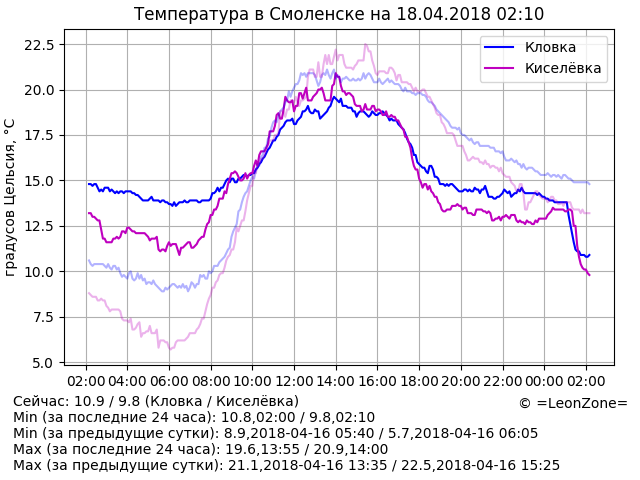 Температура в Смоленске на 18.04.2018 02:10
Кловка
Киселёвка
градусов Цельсия, °C
22.5
20.0
17.5
15.0
12.5
10.0
7.5
5.0
02:00 04:00 06:00 08:00 10:00 12:00 14:00 16:00 18:00 20:00 22:00 00:00 02:00
Сейчас: 10.9 / 9.8 (Кловка / Киселёвка)
© =LeonZone=
Min (за последние 24 часа): 10.8,02:00 / 9.8,02:10
Min (за предыдущие сутки): 8.9,2018-04-16 05:40 / 5.7,2018-04-16 06:05
Max (за последние 24 часа): 19.6,13:55 / 20.9,14:00
Max (за предыдущие сутки): 21.1,2018-04-16 13:35 / 22.5,2018-04-16 15:25